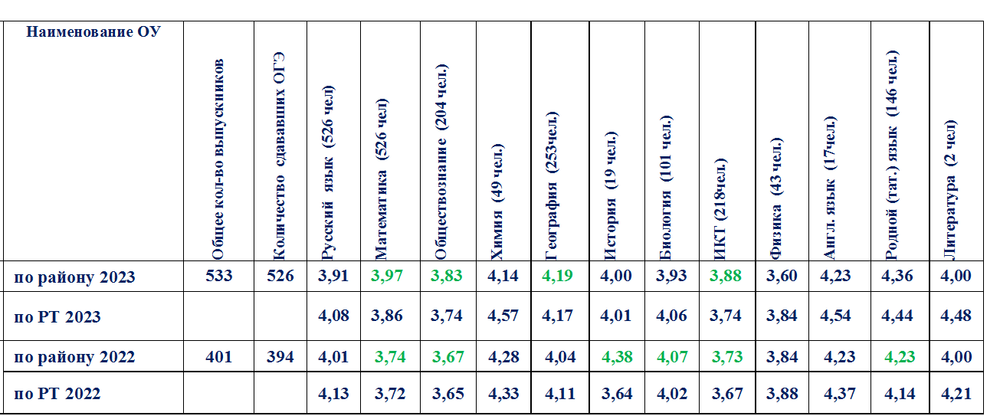 Наименование ОУ
Общее кол-во выпускников
Количество сдававших ОГЭ
Русский язык (526 чел)
Математика (526 чел)
Обществознание (204 чел.)
Химия (49 чел.)
География (253чел.)
История (19 чел.)
Биология (101 чел.)
ИКТ (218чел.)
Физика (43 чел.)
Англ. язык (17чел.)
Родной (тат.) язык (146 чел.)
Литература (2 чел)
по району 2023 533 526 3,91 3,97 3,83 4,14 4,19 4,00 3,93 3,88 3,60 4,23 4,36 4,00
по РТ 2023 4,08 3,86 3,74 4,57 4,17 4,01 4,06 3,74 3,84 4,54 4,44 4,48
по району 2022 401 394 4,01 3,74 3,67 4,28 4,04 4,38 4,07 3,73 3,84 4,23 4,23 4,00
по РТ 2022 4,13 3,72 3,65 4,33 4,11 3,64 4,02 3,67 3,88 4,37 4,14 4,21